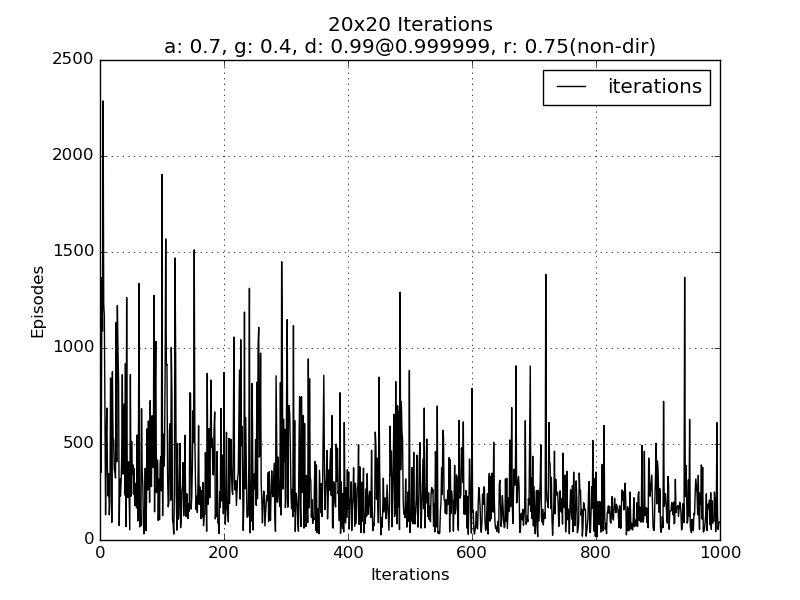 20x20 Iterations
a: 0.7, g: 0.4, d: 0.99@0.999999, r: 0.75(non-dir)
2500
iterations
2000
1500
Episodes
1000
500
0
0 200 400 600 800 1000
Iterations